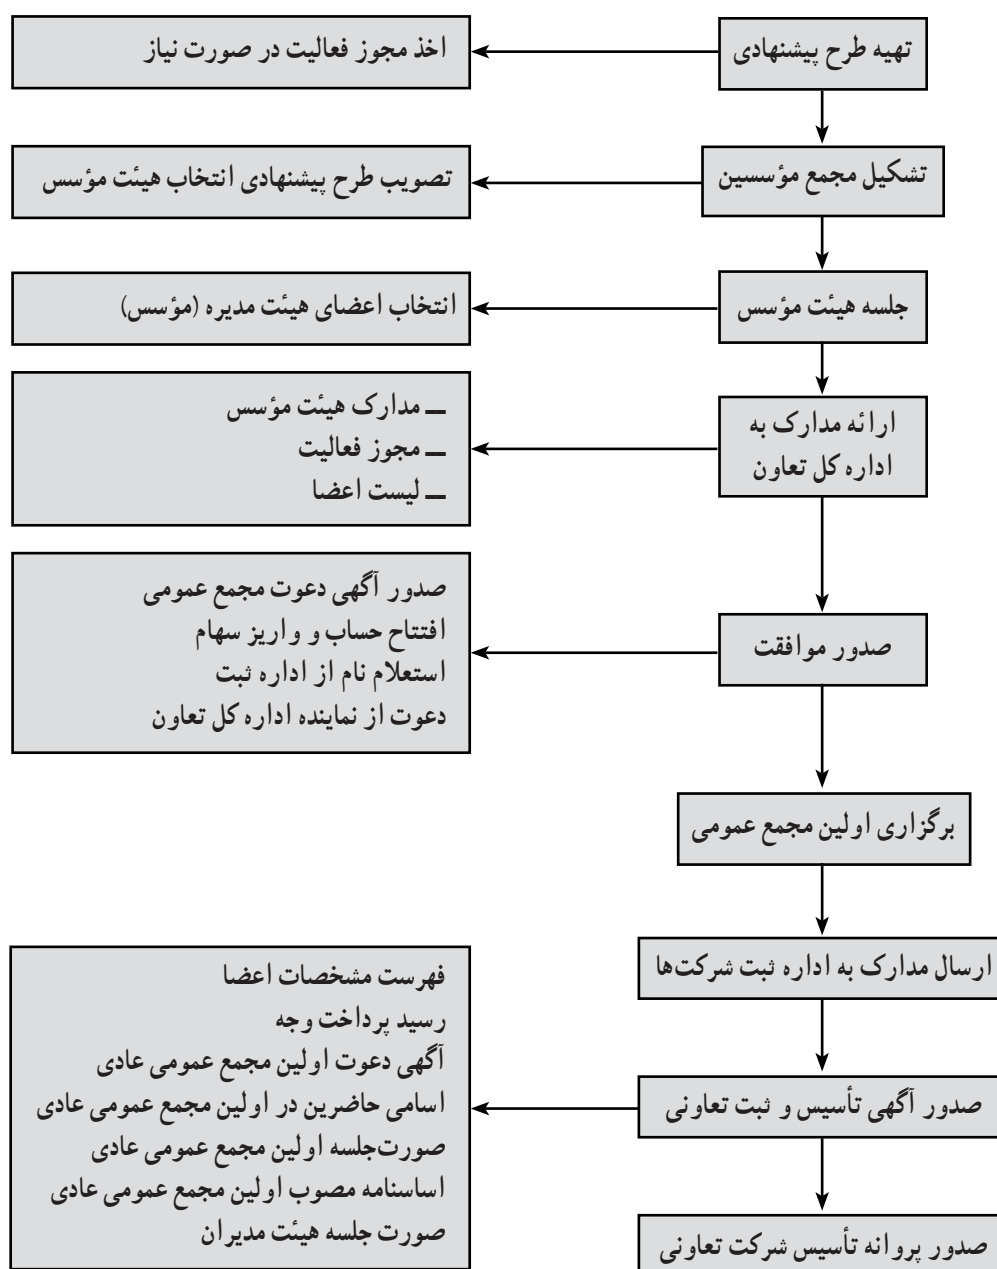 تهیه طرح پیشنهادی
اخذ مجوز فعالیت در صورت نیاز
تشکیل مجمع مؤسسین
تصویب طرح پیشنهادی انتخاب هیئت مؤسس
جلسه هیئت مؤسس
انتخاب اعضای هیئت مدیره (مؤسس)
ارائه مدارک به
اداره کل تعاون
ـ مدارک هیئت مؤسس
ـ مجوز فعالیت
ـ لیست اعضا
صدور موافقت
صدور آگهی دعوت مجمع عمومی
افتتاح حساب و واریز سهام
استعلام نام از اداره ثبت
دعوت از نماینده اداره کل تعاون
برگزاری اولین مجمع عمومی
ارسال مدارک به اداره ثبت شرکت‌ها
صدور آگهی تأسیس و ثبت تعاونی
فهرست مشخصات اعضا
رسید پرداخت وجه
آگهی دعوت اولین مجمع عمومی عادی
اسامی حاضرین در اولین مجمع عمومی عادی
صورت‌جلسه اولین مجمع عمومی عادی
اساسنامه مصوب اولین مجمع عمومی عادی
صورت جلسه هیئت مدیران
صدور پروانه تأسیس شرکت تعاونی